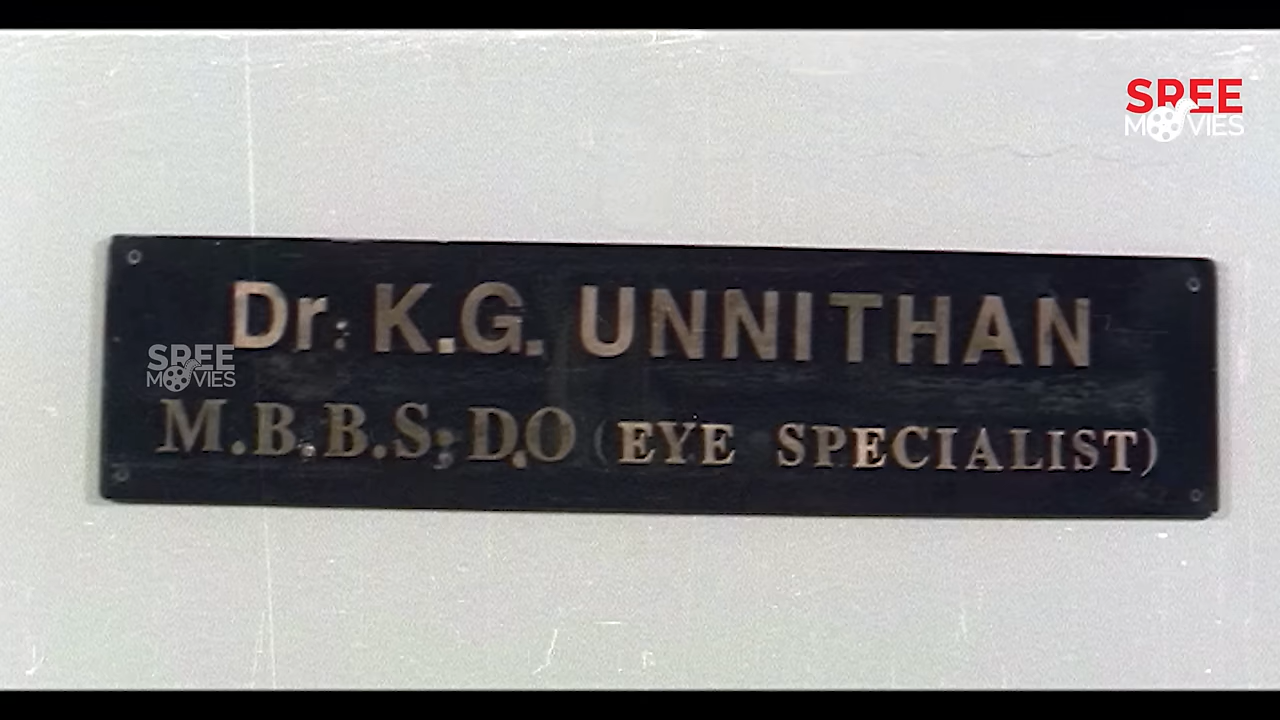 SREE
MOVIES
Dr: K.G. UNNITHAN
SREE
MOVIES
M.B.B.S; D.O (EYE SPECIALIST)